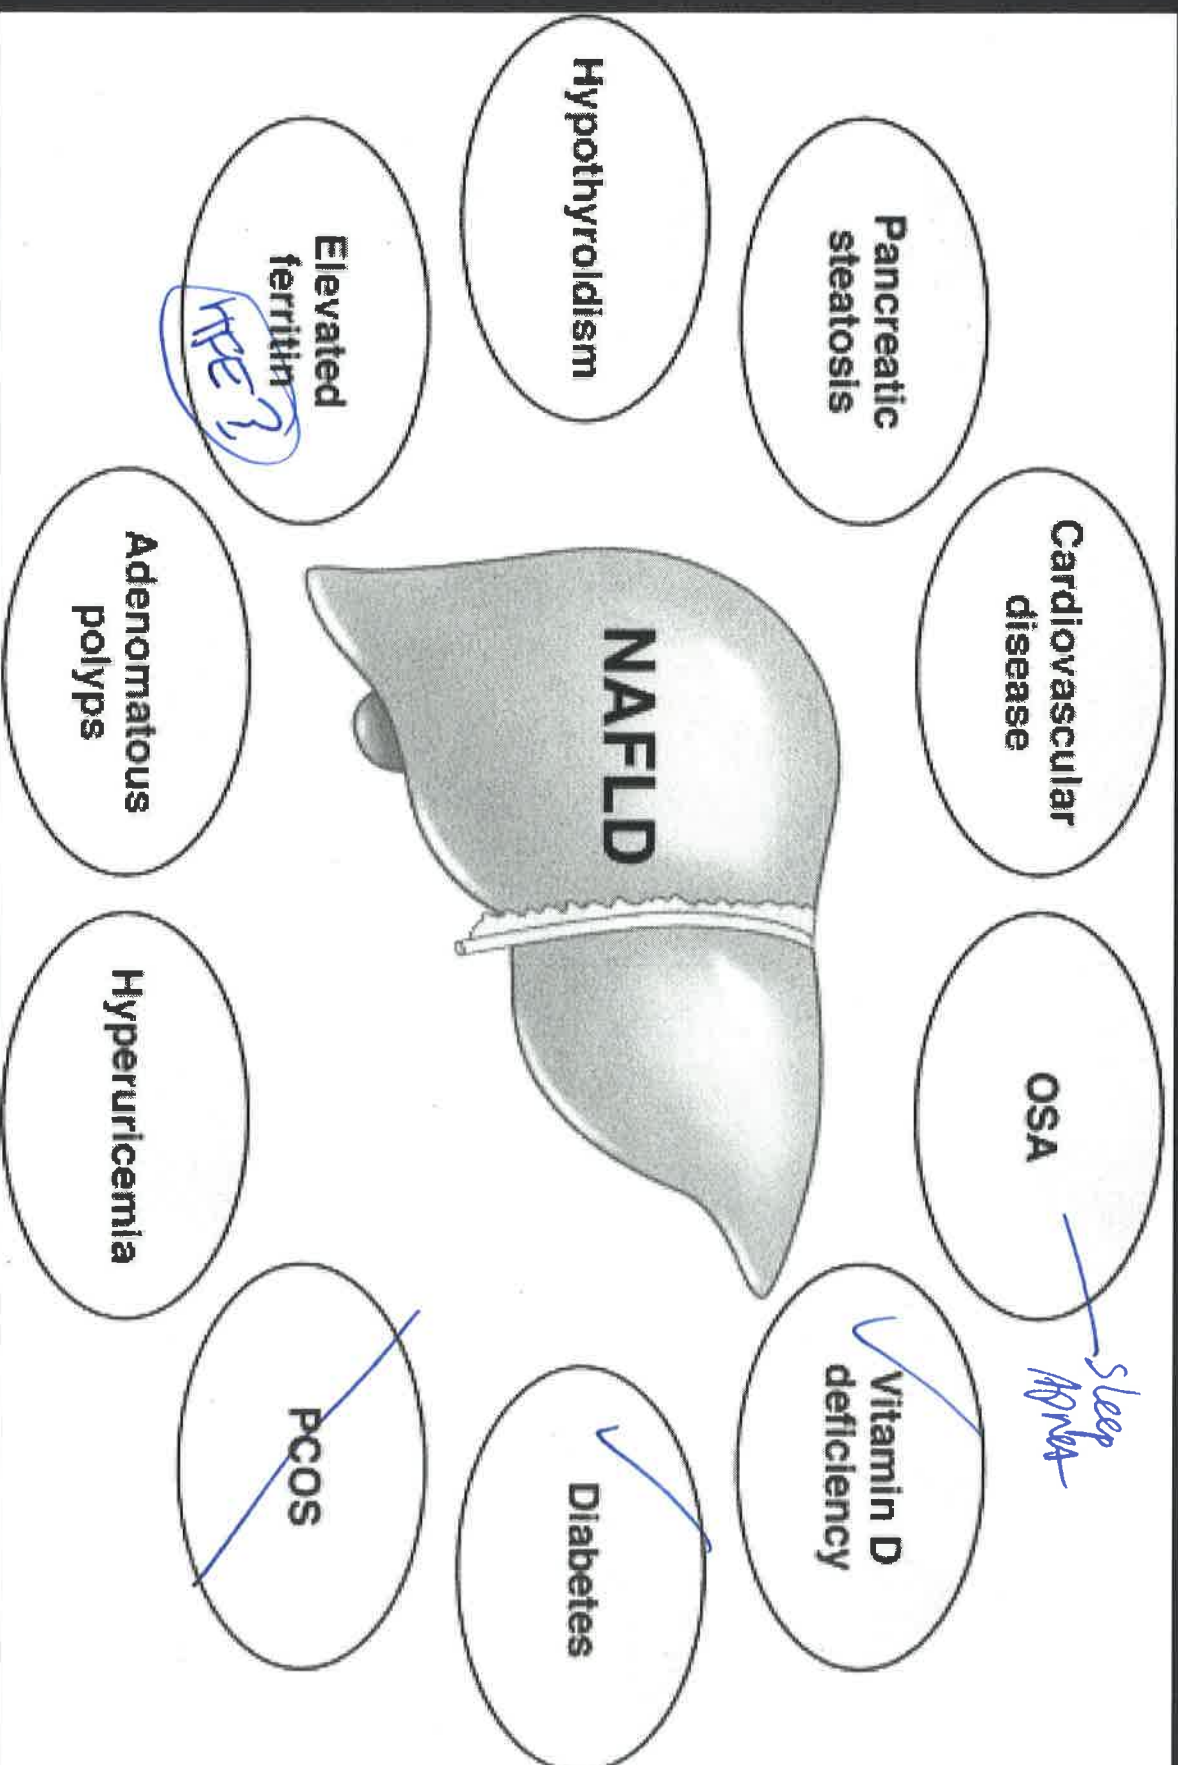 Cardiovascular
disease
OSA
Sleep
Apnea
Pancreatic
steatosis
Vitamin D
deficiency
Hypothyroidism
NAFLD
Diabetes
Elevated
ferritin
HFE ?
PCOS
Adenomatous
polyps
Hyperuricemia